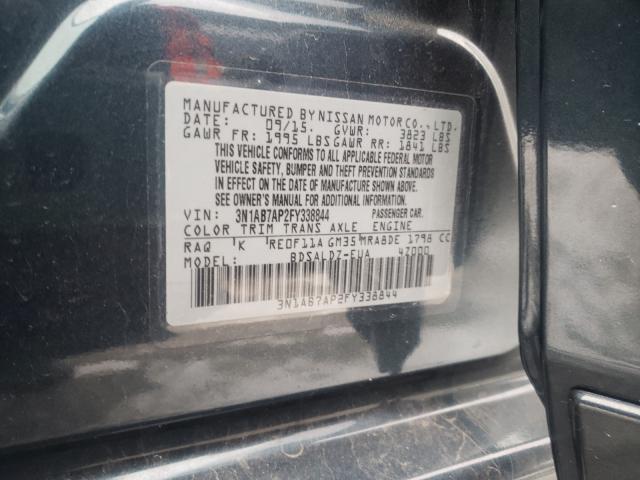 MANUFACTURED BY NISSAN MOTOR CO., LTD.
DATE: 09/15. GVWR: 3823 LBS
GAWR FR: 1995 LBS GAWR RR: 1841 LBS
THIS VEHICLE CONFORMS TO ALL APPLICABLE FEDERAL MOTOR
VEHICLE SAFETY, BUMPER AND THEFT PREVENTION STANDARDS
IN EFFECT ON THE DATE OF MANUFACTURE SHOWN ABOVE.
SEE OWNER'S MANUAL FOR ADDITIONAL INFORMATION.
VIN: 3N1AB7AP2FY338844 PASSENGER CAR.
COLOR TRIM TRANS AXLE ENGINE
RAQ 'K RE0F11A GM35 MRA8DE 1798 CC
MODEL: BDSALDZ-EUA 4Z000
3N1AB7AP2FY338844